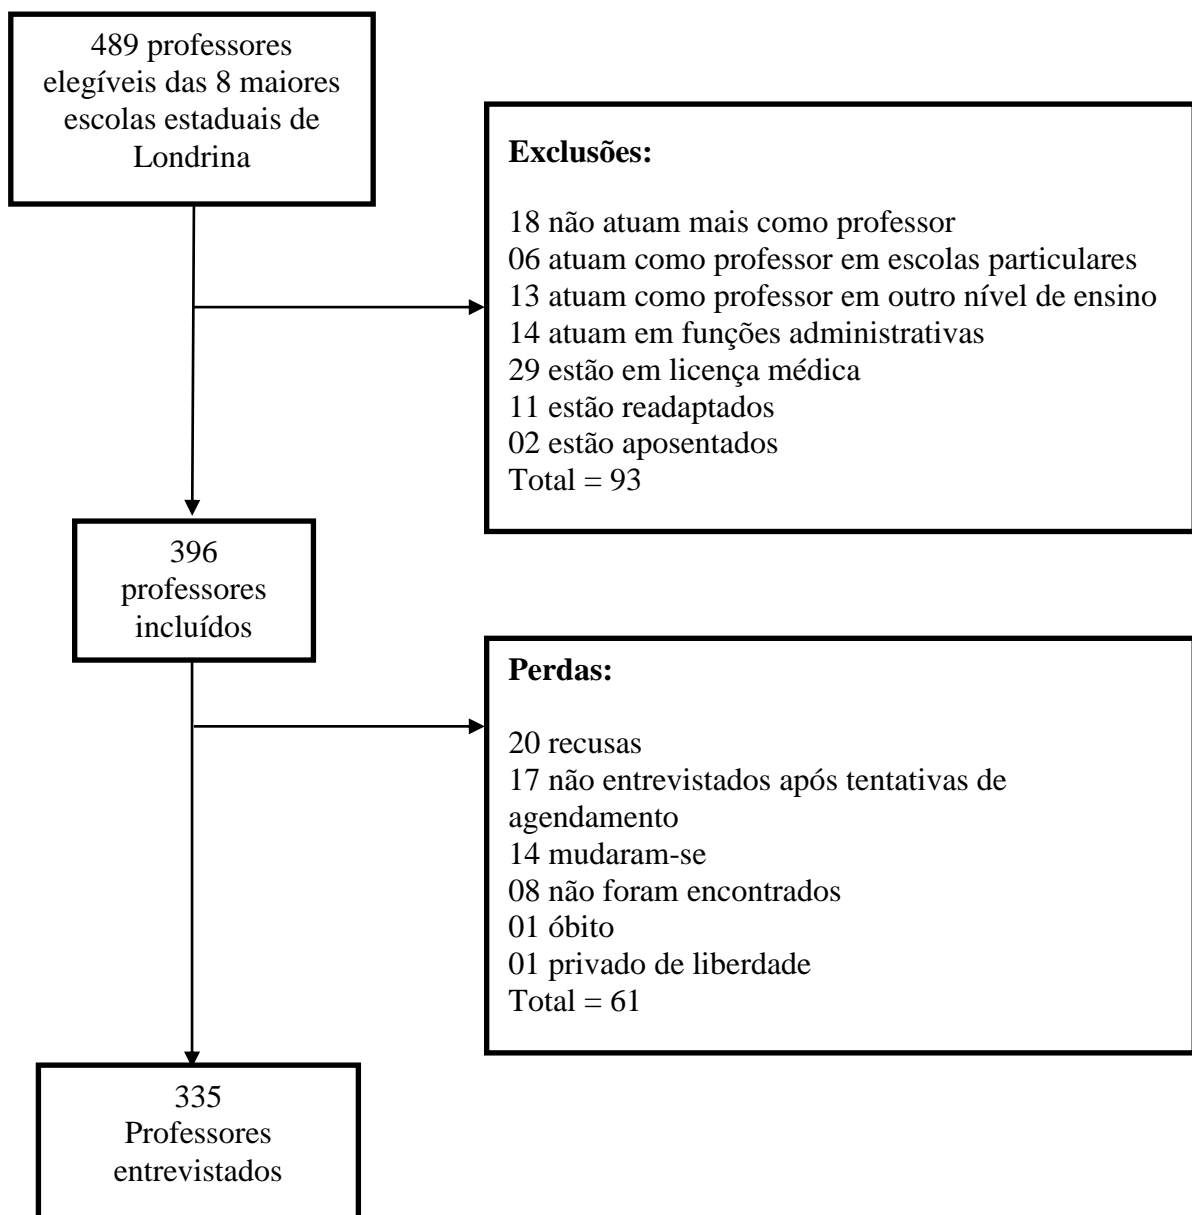 489 professores
elegíveis das 8 maiores
escolas estaduais de
Londrina
Exclusões:
18 não atuam mais como professor
06 atuam como professor em escolas particulares
13 atuam como professor em outro nível de ensino
14 atuam em funções administrativas
29 estão em licença médica
11 estão readaptados
02 estão aposentados
Total = 93
396
professores
incluídos
Perdas:
20 recusas
17 não entrevistados após tentativas de
agendamento
14 mudaram-se
08 não foram encontrados
01 óbito
01 privado de liberdade
Total = 61
335
Professores
entrevistados